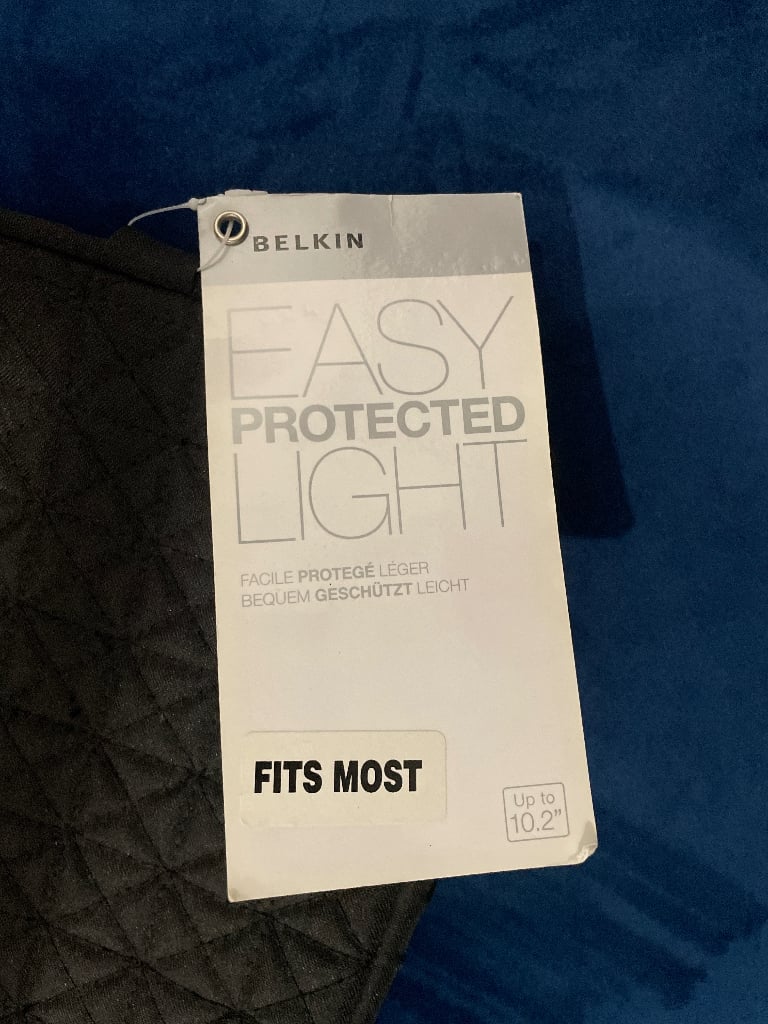 BELKIN
EASY
PROTECTED
LIGHT
FACILE PROTEGÉ LÉGER
BEQUEM GESCHÜTZT LEICHT
FITS MOST
Up to
10.2”